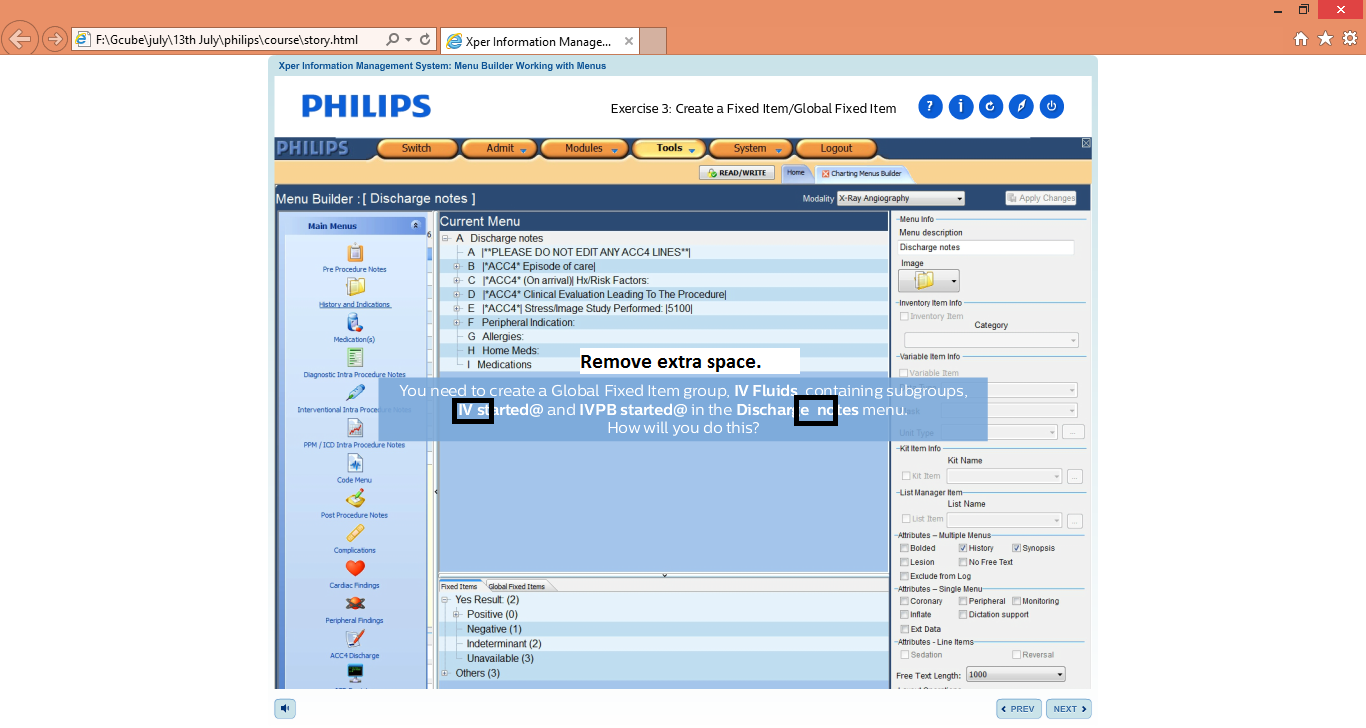 F:\Gcube\july\13th July\philips\course\story.html
Xper Information Manage...
Xper Information Management System: Menu Builder Working with Menus
PHILIPS
Exercise 3: Create a Fixed Item/Global Fixed Item
PHILIPS
Switch
Admit
Modules
Tools
System
Logout
READ/WRITE
Home
Charting Menus Builder
Menu Builder : [ Discharge notes ]
Modality
X-Ray Angiography
Apply Changes
Main Menus
Pre Procedure Notes
History and Indications
Medication(s)
Diagnostic Intra Procedure Notes
PPM / ICD Intra Procedure Notes
Code Menu
Post Procedure Notes
Complications
Cardiac Findings
Peripheral Findings
ACC4 Discharge
6
Current Menu
A Discharge notes
A |**PLEASE DO NOT EDIT ANY ACC4 LINES**|
B |*ACC4* Episode of care|
C |*ACC4* (On arrival)| Hx/Risk Factors:
D |*ACC4* Clinical Evaluation Leading To The Procedure|
E |*ACC4*| Stress/Image Study Performed: |5100|
F Peripheral Indication:
G Allergies:
H Home Meds:
I Medications
Remove extra space.
You need to create a Global Fixed Item group, IV Fluids, containing subgroups,
IV started@ and IVPB started@ in the Discharge  notes menu.
How will you do this?
Interventional Intra Procedure Notes
Fixed Items
Global Fixed Items
Yes Result: (2)
Positive (0)
Negative (1)
Indeterminant (2)
Unavailable (3)
Others (3)
Menu Info
Menu description
Discharge notes
Image
Inventory Item Info
Inventory Item
Category
Variable Item Info
Variable Item
Unit Type
Kit Item Info
Kit Name
Kit Item
List Manager Item
List Name
List Item
Attributes – Multiple Menus
Bolded History Synopsis
Lesion No Free Text
Exclude from Log
Attributes – Single Menu
Coronary Peripheral Monitoring
Inflate Dictation support
Ext Data
Attributes - Line Items
Sedation Reversal
Free Text Length: 1000
PREV
NEXT